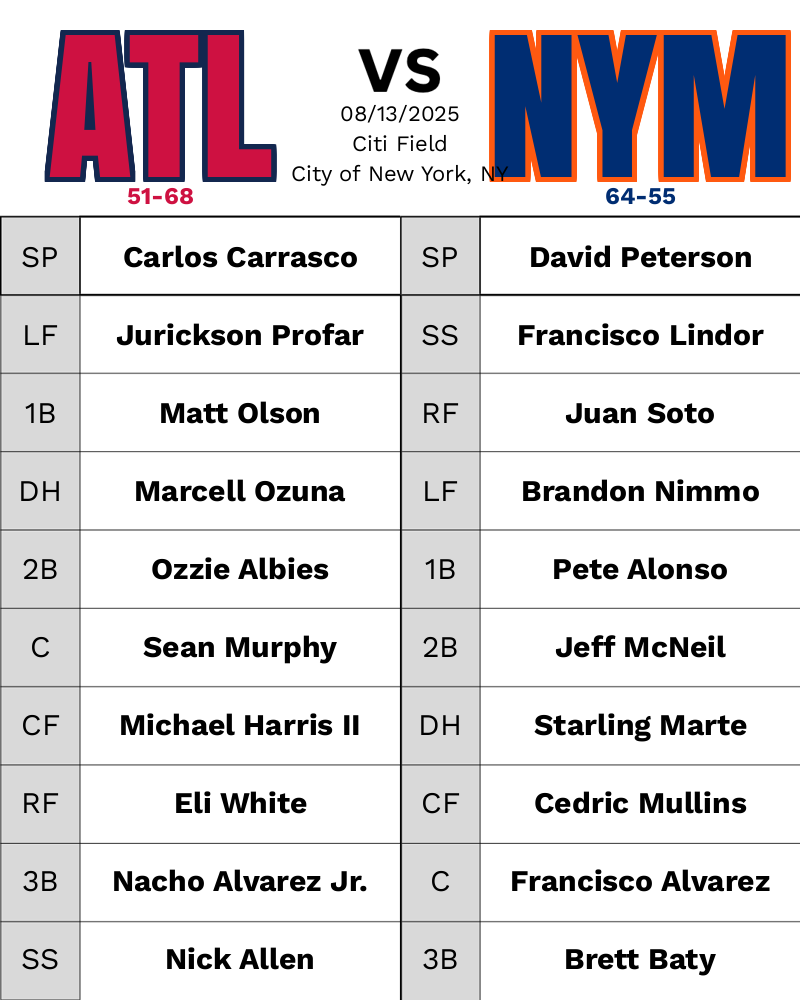 ATL
VS
NYM
08/13/2025
Citi Field
City of New York, NY
51-68
64-55
SP Carlos Carrasco SP David Peterson
LF Jurickson Profar SS Francisco Lindor
1B Matt Olson RF Juan Soto
DH Marcell Ozuna LF Brandon Nimmo
2B Ozzie Albies 1B Pete Alonso
C Sean Murphy 2B Jeff McNeil
CF Michael Harris II DH Starling Marte
RF Eli White CF Cedric Mullins
3B Nacho Alvarez Jr. C Francisco Alvarez
SS Nick Allen 3B Brett Baty